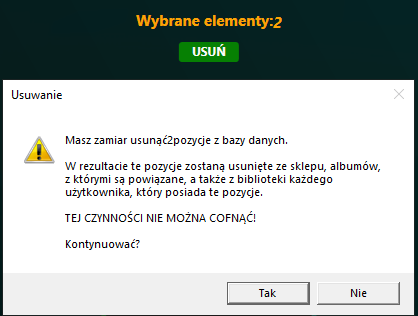 Wybrane elementy:2
USUŃ
Usuwanie
Masz zamiar usunąć2pozycje z bazy danych.
W rezultacie te pozycje zostaną usunięte ze sklepu, albumów,
z którymi są powiązane, a także z biblioteki każdego
użytkownika, który posiada te pozycje.
TEJ CZYNNOŚCI NIE MOŻNA COFNĄĆ!
Kontynuować?
Tak
Nie